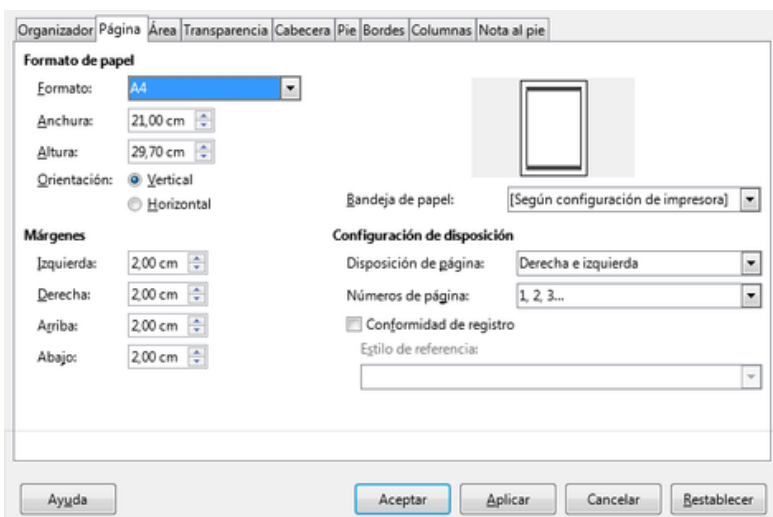 Organizador Página Área Transparencia Cabecera Pie Bordes Columnas Nota al pie
Formato de papel
Formato: A4
Anchura: 21,00 cm
Altura: 29,70 cm
Orientación: Vertical
Horizontal
Bandeja de papel: [Según configuración de impresora]
Márgenes
Izquierda: 2,00 cm
Derecha: 2,00 cm
Arriba: 2,00 cm
Abajo: 2,00 cm
Configuración de disposición
Disposición de página: Derecha e izquierda
Números de página: 1, 2, 3...
Conformidad de registro
Estilo de referencia:
Ayuda Aceptar Aplicar Cancelar Restablecer